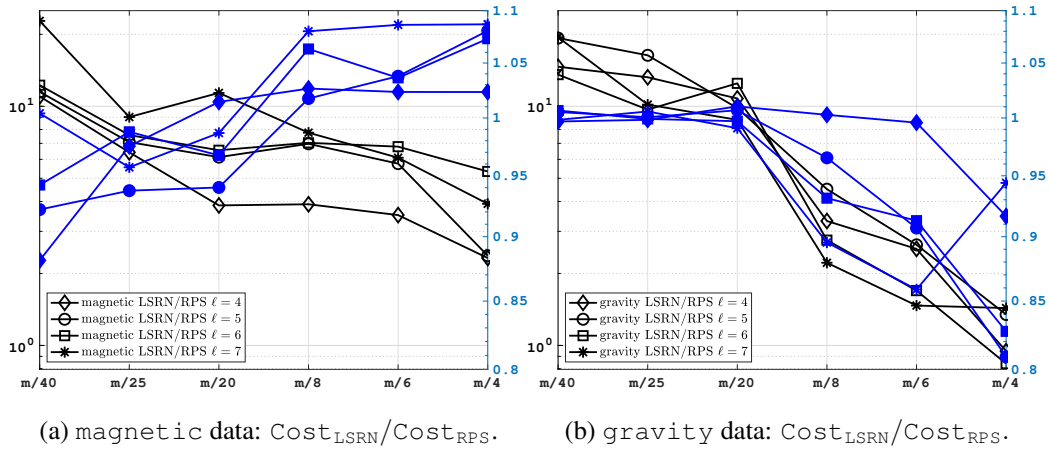 10^1
10^0
1.1
1.05
1
0.95
0.9
0.85
0.8
magnetic LSRN/RPS ℓ = 4
magnetic LSRN/RPS ℓ = 5
magnetic LSRN/RPS ℓ = 6
magnetic LSRN/RPS ℓ = 7
m/40 m/25 m/20 m/8 m/6 m/4
(a) magnetic data: Cost_LSRN/Cost_RPS.
10^1
10^0
1.1
1.05
1
0.95
0.9
0.85
0.8
gravity LSRN/RPS ℓ = 4
gravity LSRN/RPS ℓ = 5
gravity LSRN/RPS ℓ = 6
gravity LSRN/RPS ℓ = 7
m/40 m/25 m/20 m/8 m/6 m/4
(b) gravity data: Cost_LSRN/Cost_RPS.